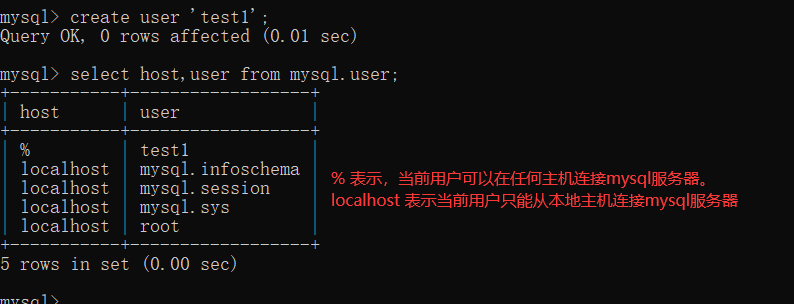 mysql> create user 'test1';
Query OK, 0 rows affected (0.01 sec)
mysql> select host,user from mysql.user;
+-----------+------------------+
| host      | user             |
+-----------+------------------+
| %         | test1            |
| localhost | mysql.infoschema |
| localhost | mysql.session    |
| localhost | mysql.sys        |
| localhost | root             |
+-----------+------------------+
% 表示，当前用户可以在任何主机连接mysql服务器。
localhost 表示当前用户只能从本地主机连接mysql服务器
5 rows in set (0.00 sec)
mysql>